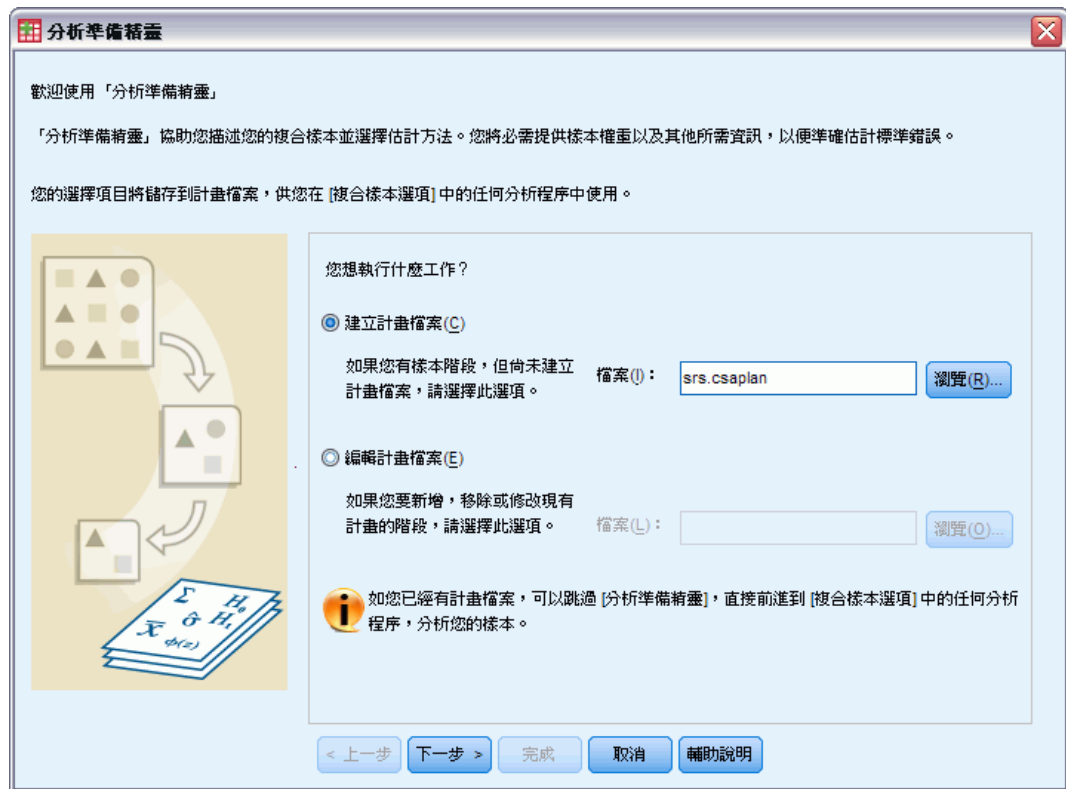 分析準備精靈
歡迎使用「分析準備精靈」
「分析準備精靈」協助您描述您的複合樣本並選擇估計方法。您將必需提供樣本權重以及其他所需資訊，以便準確估計標準錯誤。
您的選擇項目將儲存到計畫檔案，供您在 [複合樣本選項] 中的任何分析程序中使用。
您想執行什麼工作？
建立計畫檔案(C)
如果您有樣本階段，但尚未建立
計畫檔案，請選擇此選項。
檔案(I)：
srs.csaplan
瀏覽(R)...
編輯計畫檔案(E)
如果您要新增，移除或修改現有
計畫的階段，請選擇此選項。
檔案(L)：
瀏覽(O)...
如您已經有計畫檔案，可以跳過 [分析準備精靈]，直接前進到 [複合樣本選項] 中的任何分析
程序，分析您的樣本。
Σ H₀
σ̂ H₁
x̅ φ(z)
< 上一步
下一步 >
完成
取消
輔助說明